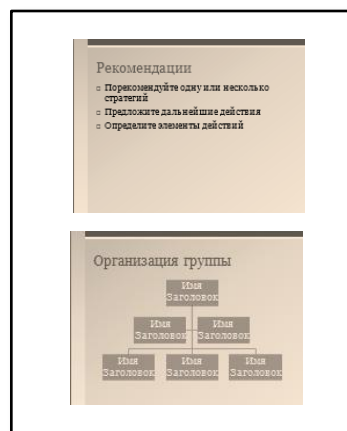 Рекомендации
▫ Порекомендуйте одну или несколько
стратегий
▫ Предложите дальнейшие действия
▫ Определите элементы действий
Организация группы
Имя
Заголовок
Имя
Заголовок
Имя
Заголовок
Имя
Заголовок
Имя
Заголовок
Имя
Заголовок